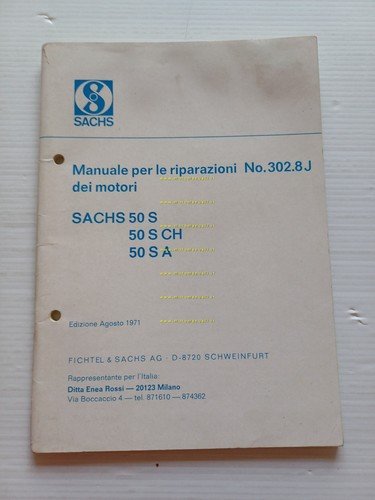 SACHS
Manuale per le riparazioni No. 302.8 J
dei motori
SACHS 50 S
50 S CH
50 S A
Edizione Agosto 1971
FICHTEL & SACHS AG · D-8720 SCHWEINFURT
Rappresentante per l'Italia:
Ditta Enea Rossi — 20123 Milano
Via Boccaccio 4 — tel. 871610 — 874362